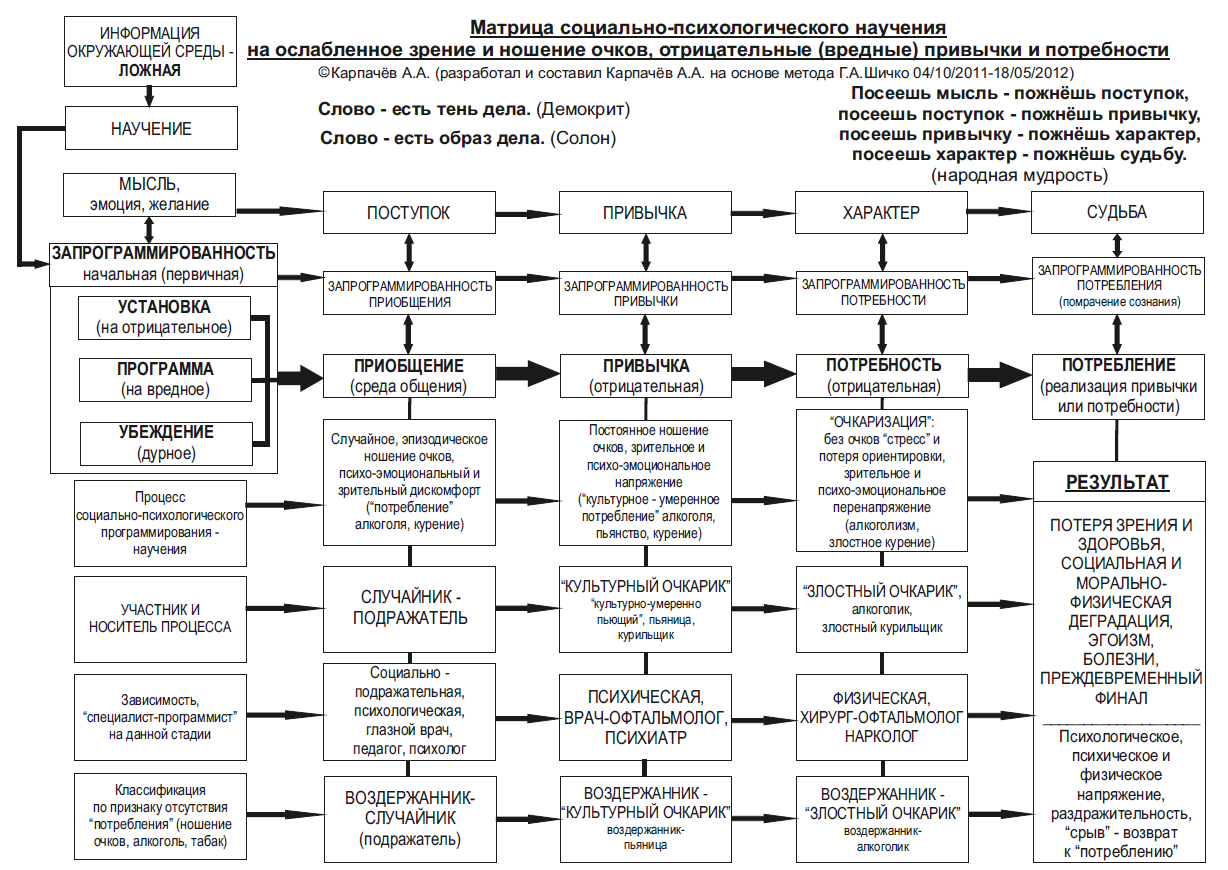 ИНФОРМАЦИЯ
ОКРУЖАЮЩЕЙ СРЕДЫ -
ЛОЖНАЯ
Матрица социально-психологического научения
на ослабленное зрение и ношение очков, отрицательные (вредные) привычки и потребности
©Карпачёв А.А. (разработал и составил Карпачёв А.А. на основе метода Г.А.Шичко 04/10/2011-18/05/2012)
Слово - есть тень дела. (Демокрит)
Слово - есть образ дела. (Солон)
Посеешь мысль - пожнёшь поступок,
посеешь поступок - пожнёшь привычку,
посеешь привычку - пожнёшь характер,
посеешь характер - пожнёшь судьбу.
(народная мудрость)
НАУЧЕНИЕ
МЫСЛЬ,
эмоция, желание
ПОСТУПОК
ПРИВЫЧКА
ХАРАКТЕР
СУДЬБА
ЗАПРОГРАММИРОВАННОСТЬ
начальная (первичная)
ЗАПРОГРАММИРОВАННОСТЬ
ПРИОБЩЕНИЯ
ЗАПРОГРАММИРОВАННОСТЬ
ПРИВЫЧКИ
ЗАПРОГРАММИРОВАННОСТЬ
ПОТРЕБНОСТИ
ЗАПРОГРАММИРОВАННОСТЬ
ПОТРЕБЛЕНИЯ
(помрачение сознания)
УСТАНОВКА
(на отрицательное)
ПРОГРАММА
(на вредное)
УБЕЖДЕНИЕ
(дурное)
ПРИОБЩЕНИЕ
(среда общения)
ПРИВЫЧКА
(отрицательная)
ПОТРЕБНОСТЬ
(отрицательная)
ПОТРЕБЛЕНИЕ
(реализация привычки
или потребности)
Процесс
социально-психологического
программирования -
научения
Случайное, эпизодическое
ношение очков,
психо-эмоциональный и
зрительный дискомфорт
(“потребление”
алкоголя, курение)
Постоянное ношение
очков, зрительное и
психо-эмоциональное
напряжение
(“культурное - умеренное
потребление” алкоголя,
пьянство, курение)
“ОЧКАРИЗАЦИЯ”:
без очков “стресс” и
потеря ориентировки,
зрительное и
психо-эмоциональное
перенапряжение
(алкоголизм,
злостное курение)
РЕЗУЛЬТАТ
ПОТЕРЯ ЗРЕНИЯ И
ЗДОРОВЬЯ,
СОЦИАЛЬНАЯ И
МОРАЛЬНО-
ФИЗИЧЕСКАЯ
ДЕГРАДАЦИЯ,
ЭГОИЗМ,
БОЛЕЗНИ,
ПРЕЖДЕВРЕМЕННЫЙ
ФИНАЛ
Психологическое,
психическое и
физическое
напряжение,
раздражительность,
“срыв” - возврат
к “потреблению”
УЧАСТНИК И
НОСИТЕЛЬ ПРОЦЕССА
СЛУЧАЙНИК -
ПОДРАЖАТЕЛЬ
“КУЛЬТУРНЫЙ ОЧКАРИК”
“культурно-умеренно
пьющий”, пьяница,
курильщик
“ЗЛОСТНЫЙ ОЧКАРИК”,
алкоголик,
злостный курильщик
Зависимость,
“специалист-программист”
на данной стадии
Социально -
подражательная,
психологическая,
глазной врач,
педагог, психолог
ПСИХИЧЕСКАЯ,
ВРАЧ-ОФТАЛЬМОЛОГ,
ПСИХИАТР
ФИЗИЧЕСКАЯ,
ХИРУРГ-ОФТАЛЬМОЛОГ
НАРКОЛОГ
Классификация
по признаку отсутствия
“потребления” (ношение
очков, алкоголь, табак)
ВОЗДЕРЖАННИК-
СЛУЧАЙНИК
(подражатель)
ВОЗДЕРЖАННИК -
“КУЛЬТУРНЫЙ ОЧКАРИК”
воздержанник-
пьяница
ВОЗДЕРЖАННИК -
“ЗЛОСТНЫЙ ОЧКАРИК”
воздержанник-
алкоголик